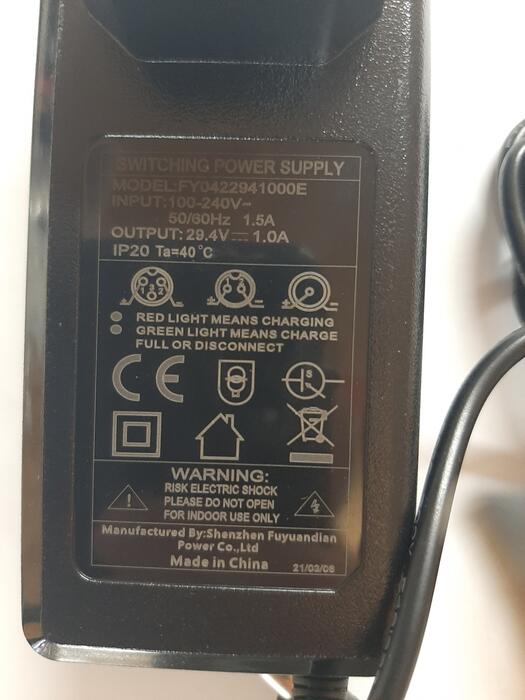 SWITCHING POWER SUPPLY
MODEL:FY0422941000E
INPUT:100-240V~
50/60Hz 1.5A
OUTPUT:29.4V⎓1.0A
IP20 Ta=40°C
RED LIGHT MEANS CHARGING
GREEN LIGHT MEANS CHARGE
FULL OR DISCONNECT
CE
WARNING:
RISK ELECTRIC SHOCK
PLEASE DO NOT OPEN
FOR INDOOR USE ONLY
Manufactured By:Shenzhen Fuyuandian
Power Co.,Ltd
Made in China 21/03/06